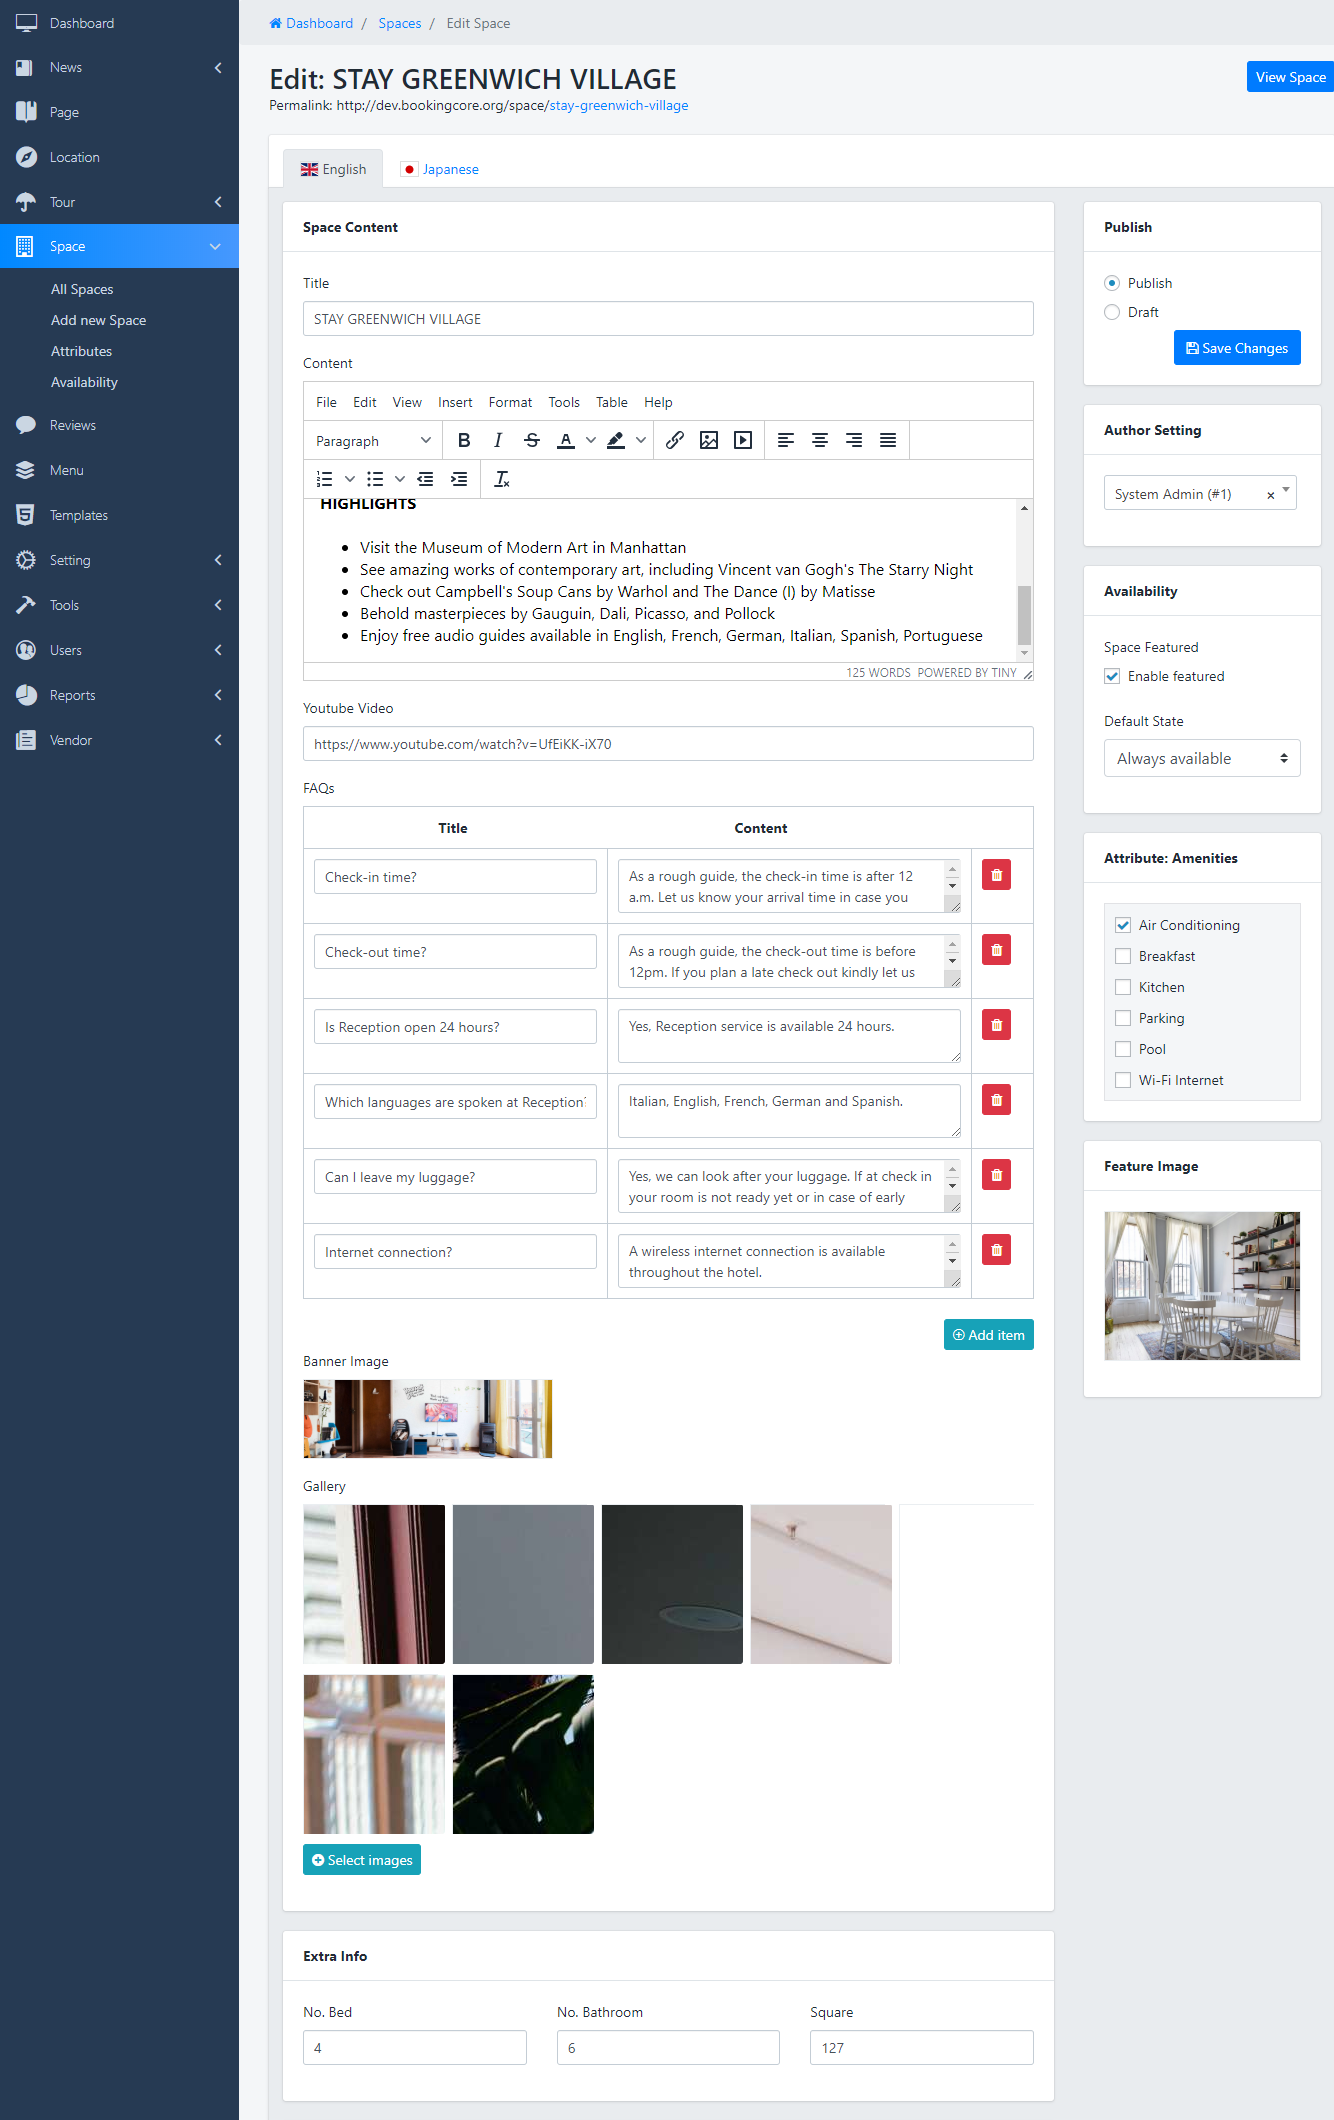 Dashboard
News
Page
Location
Tour
Space
All Spaces
Add new Space
Attributes
Availability
Reviews
Menu
Templates
Setting
Tools
Users
Reports
Vendor
Dashboard / Spaces / Edit Space
Edit: STAY GREENWICH VILLAGE
View Space
Permalink: http://dev.bookingcore.org/space/stay-greenwich-village
English Japanese
Space Content
Title
STAY GREENWICH VILLAGE
Content
File Edit View Insert Format Tools Table Help
Paragraph
HIGHLIGHTS
• Visit the Museum of Modern Art in Manhattan
• See amazing works of contemporary art, including Vincent van Gogh's The Starry Night
• Check out Campbell's Soup Cans by Warhol and The Dance (I) by Matisse
• Behold masterpieces by Gauguin, Dali, Picasso, and Pollock
• Enjoy free audio guides available in English, French, German, Italian, Spanish, Portuguese
125 WORDS POWERED BY TINY
Youtube Video
https://www.youtube.com/watch?v=UfEiKK-iX70
FAQs
Title Content
Check-in time?
As a rough guide, the check-in time is after 12
a.m. Let us know your arrival time in case you
Check-out time?
As a rough guide, the check-out time is before
12pm. If you plan a late check out kindly let us
Is Reception open 24 hours?
Yes, Reception service is available 24 hours.
Which languages are spoken at Reception?
Italian, English, French, German and Spanish.
Can I leave my luggage?
Yes, we can look after your luggage. If at check in
your room is not ready yet or in case of early
Internet connection?
A wireless internet connection is available
throughout the hotel.
Add item
Banner Image
Gallery
Select images
Extra Info
No. Bed No. Bathroom Square
4 6 127
Publish
Publish
Draft
Save Changes
Author Setting
System Admin (#1) ×
Availability
Space Featured
Enable featured
Default State
Always available
Attribute: Amenities
Air Conditioning
Breakfast
Kitchen
Parking
Pool
Wi-Fi Internet
Feature Image